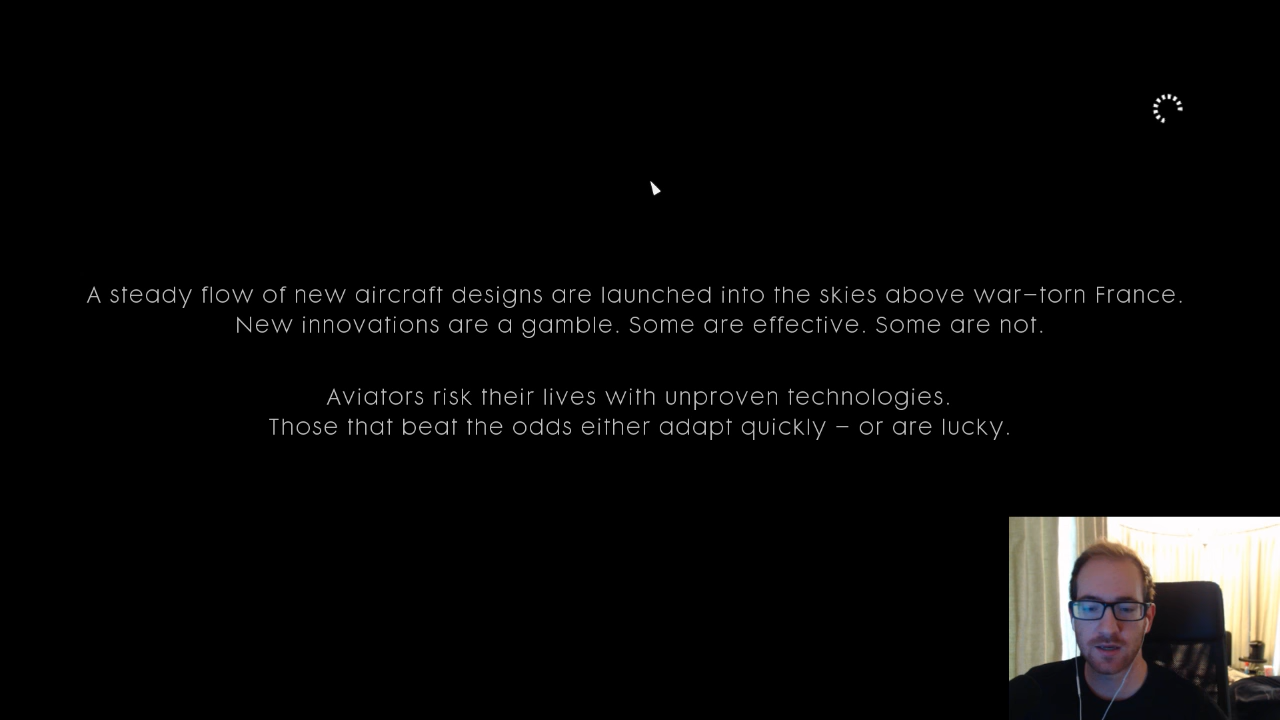 A steady flow of new aircraft designs are launched into the skies above war-torn France.
New innovations are a gamble. Some are effective. Some are not.
Aviators risk their lives with unproven technologies.
Those that beat the odds either adapt quickly - or are lucky.